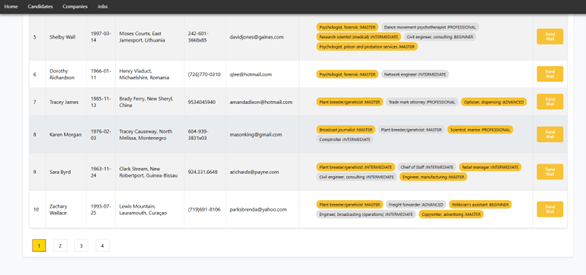 Home Candidates Companies Jobs
5 Shelby Wall 1997-03-14 Moses Courts, East Jamesport, Lithuania 242-601-3668x85 davidjones@gaines.com Psychologist, forensic :MASTER Dance movement psychotherapist :PROFESSIONAL Research scientist (medical) :INTERMEDIATE Civil engineer, consulting :BEGINNER Psychologist, prison and probation services :MASTER Send Mail
6 Dorothy Richardson 1966-01-11 Henry Viaduct, Michaelshire, Romania (726)770-0310 qlee@hotmail.com Psychologist, forensic :MASTER Network engineer :INTERMEDIATE Send Mail
7 Tracey James 1985-11-13 Brady Ferry, New Sheryl, China 9534045940 amandadison@hotmail.com Plant breeder/geneticist :MASTER Trade mark attorney :PROFESSIONAL Optician, dispensing :ADVANCED Send Mail
8 Karen Morgan 1976-02-03 Tracey Causeway, North Melissa, Montenegro 604-939-3831x03 masonking@gmail.com Broadcast journalist :MASTER Plant breeder/geneticist :MASTER Scientist, marine :PROFESSIONAL Comptroller :INTERMEDIATE Send Mail
9 Sara Byrd 1963-11-24 Clark Stream, New Robertport, Guinea-Bissau 924.331.6648 arichards@payne.com Plant breeder/geneticist :INTERMEDIATE Chief of Staff :INTERMEDIATE Retail manager :INTERMEDIATE Civil engineer, consulting :INTERMEDIATE Engineer, manufacturing :MASTER Send Mail
10 Zachary Wallace 1993-07-25 Lewis Mountain, Lauramouth, Curaçao (719)691-8106 parksbrenda@yahoo.com Plant breeder/geneticist :MASTER Freight forwarder :ADVANCED Politician's assistant :BEGINNER Engineer, broadcasting (operations) :INTERMEDIATE Copywriter, advertising :MASTER Send Mail
1 2 3 4